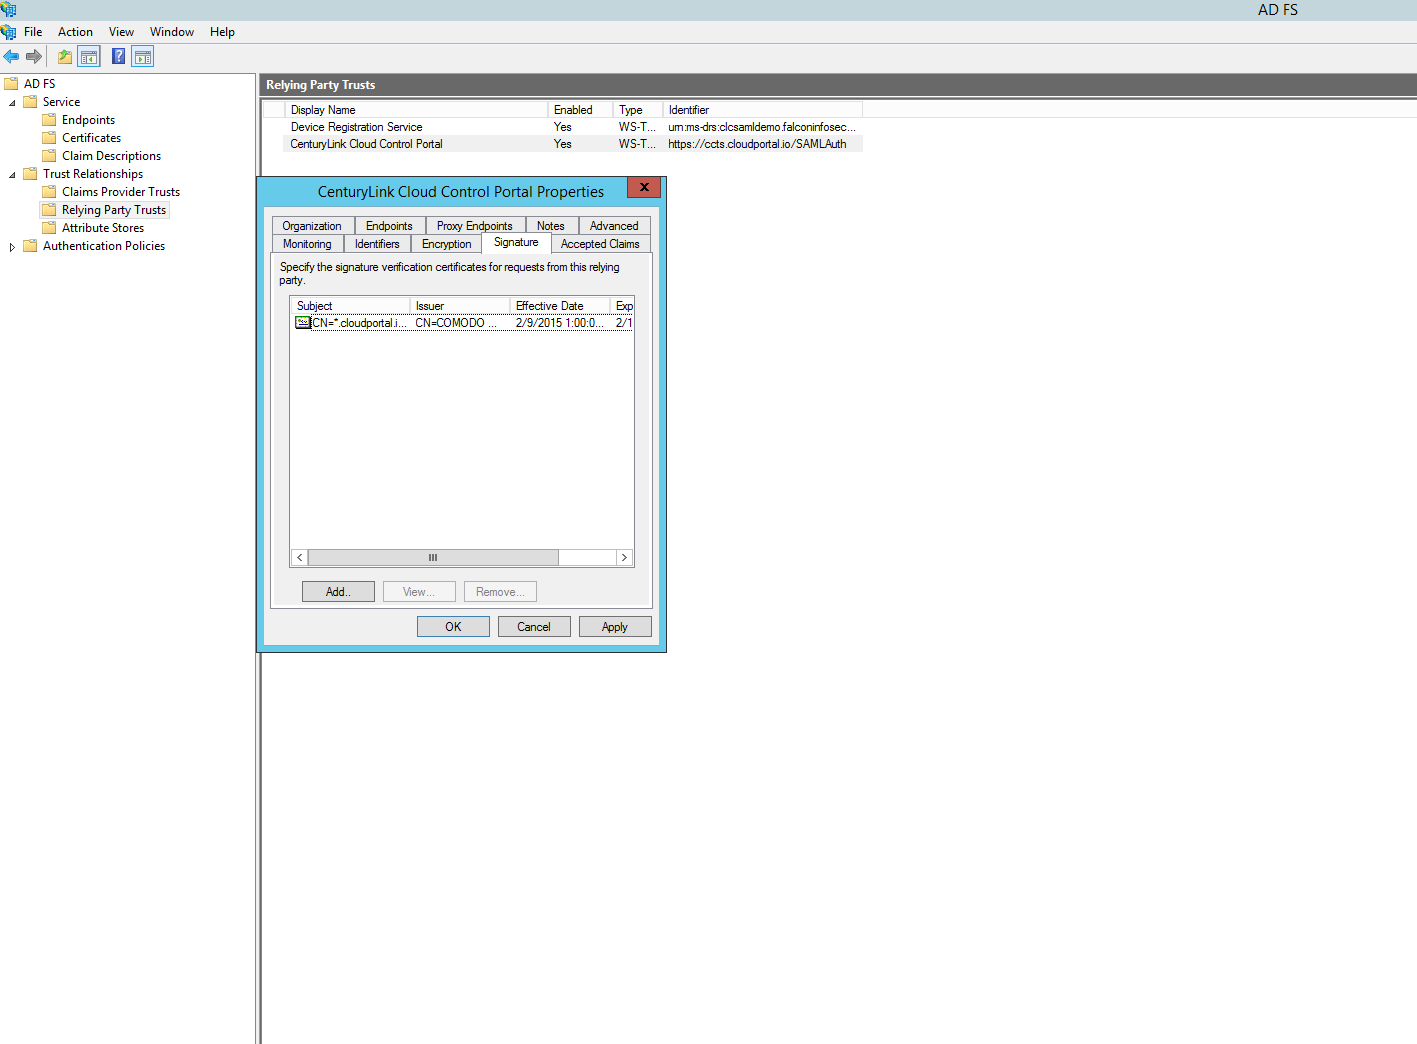 AD FS
File Action View Window Help
AD FS
Service
Endpoints
Certificates
Claim Descriptions
Trust Relationships
Claims Provider Trusts
Relying Party Trusts
Attribute Stores
Authentication Policies
Relying Party Trusts
Display Name Enabled Type Identifier
Device Registration Service Yes WS-T... urn:ms-drs:clcsamldemo.falconinfosec...
CenturyLink Cloud Control Portal Yes WS-T... https://ccts.cloudportal.io/SAMLAuth
CenturyLink Cloud Control Portal Properties
x
Organization Endpoints Proxy Endpoints Notes Advanced
Monitoring Identifiers Encryption Signature Accepted Claims
Specify the signature verification certificates for requests from this relying
party.
Subject Issuer Effective Date Exp
CN=*.cloudportal.i... CN=COMODO ... 2/9/2015 1:00:0... 2/1
Add.. View... Remove...
OK Cancel Apply